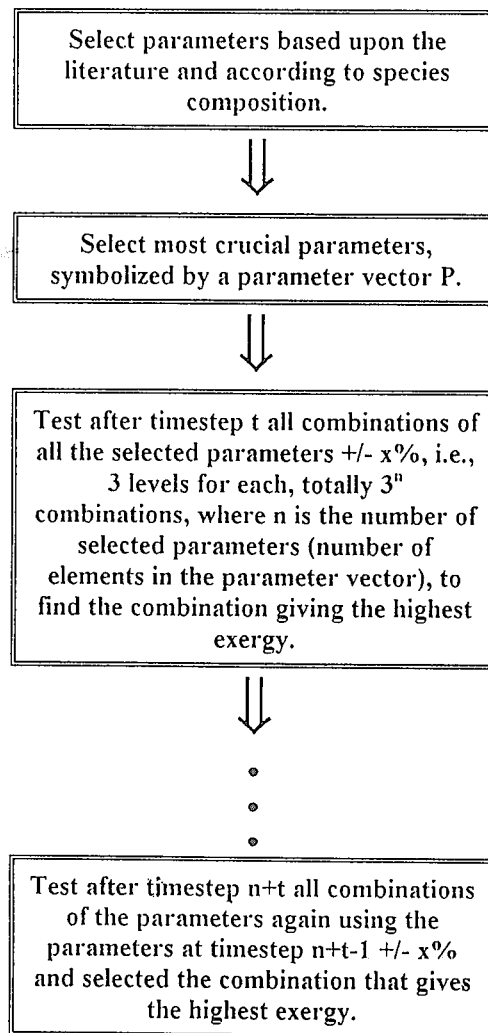 Select parameters based upon the
literature and according to species
composition.
Select most crucial parameters,
symbolized by a parameter vector P.
Test after timestep t all combinations of
all the selected parameters +/- x%, i.e.,
3 levels for each, totally 3ⁿ
combinations, where n is the number of
selected parameters (number of
elements in the parameter vector), to
find the combination giving the highest
exergy.
Test after timestep n+t all combinations
of the parameters again using the
parameters at timestep n+t-1 +/- x%
and selected the combination that gives
the highest exergy.